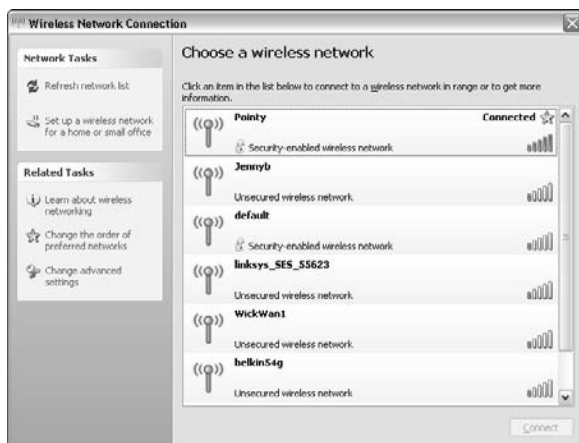 Wireless Network Connection
Network Tasks
Refresh network list
Set up a wireless network
for a home or small office
Related Tasks
Learn about wireless
networking
Change the order of
preferred networks
Change advanced
settings
Choose a wireless network
Click an item in the list below to connect to a wireless network in range or to get more
information.
Pointy Connected
Security-enabled wireless network
Jennyb
Unsecured wireless network
default
Security-enabled wireless network
linksys_SES_55623
Unsecured wireless network
WickWan1
Unsecured wireless network
belkin54g
Unsecured wireless network
Connect